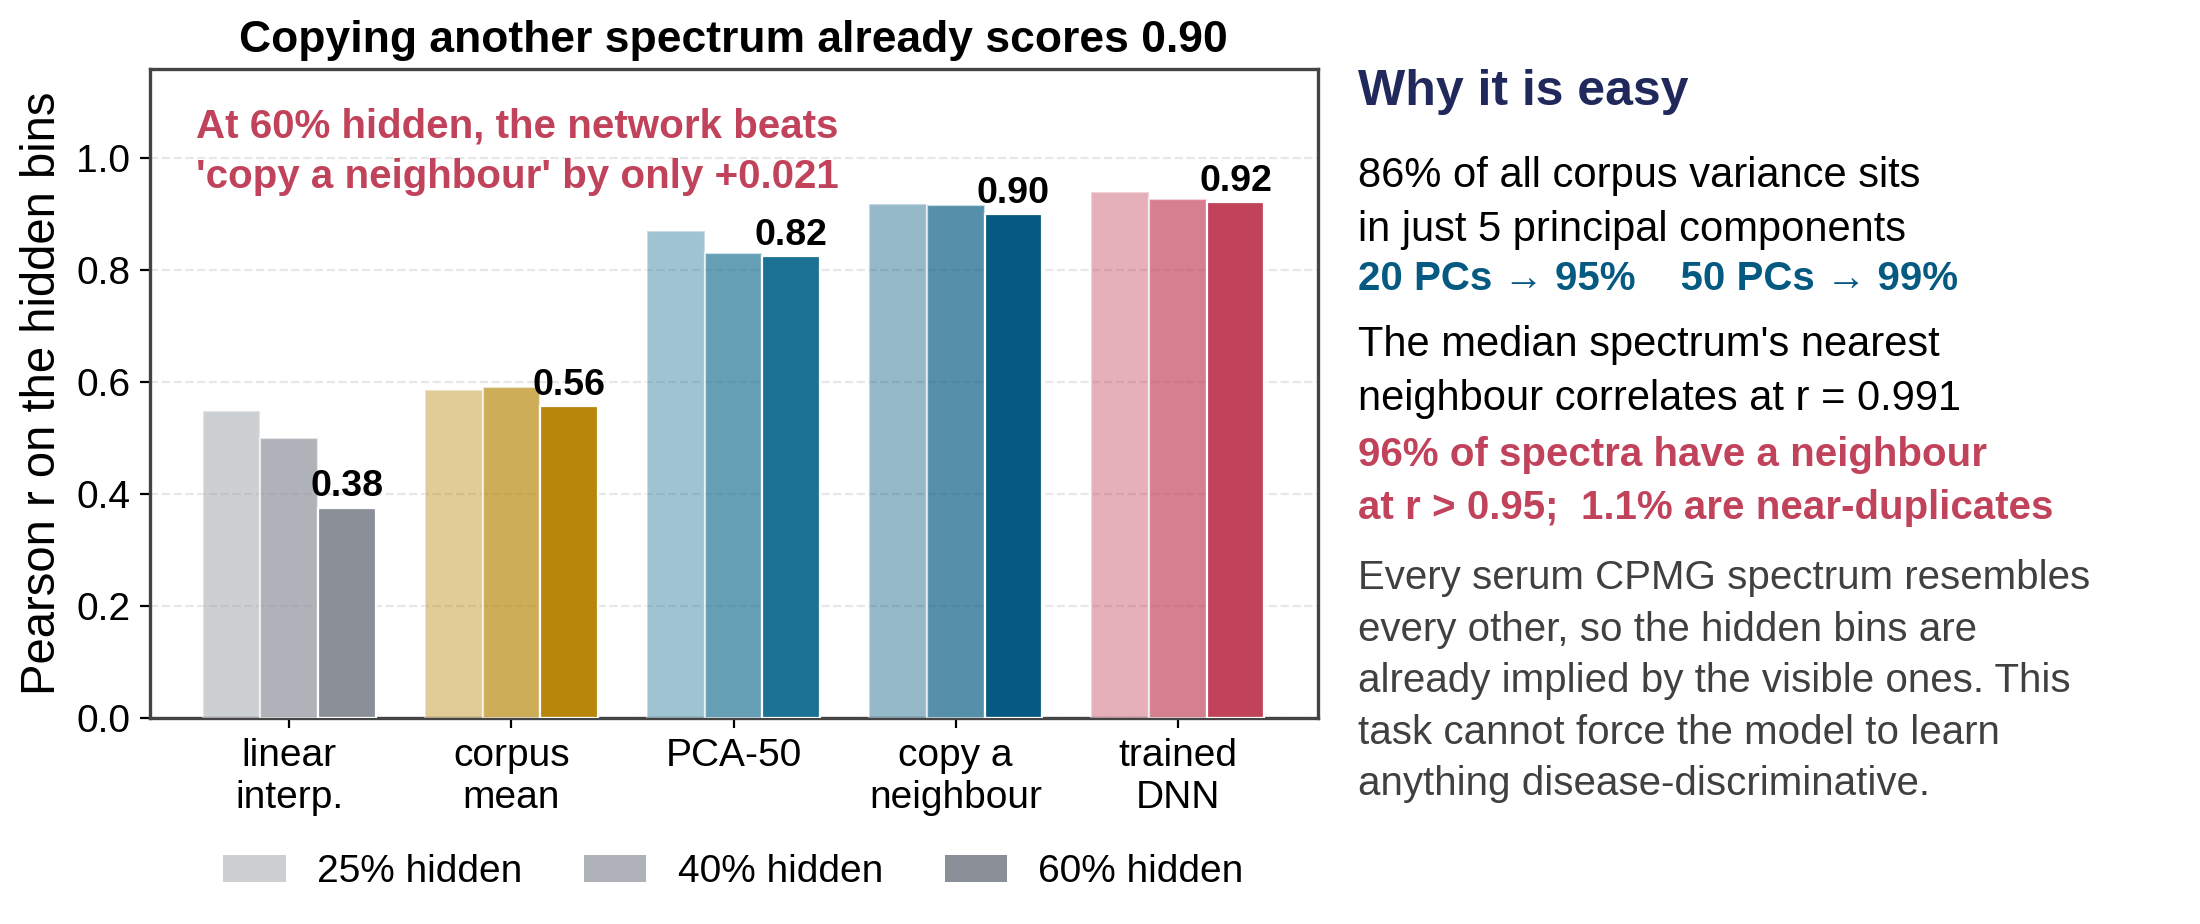 Copying another spectrum already scores 0.90
Pearson r on the hidden bins
1.0
0.8
0.6
0.4
0.2
0.0
At 60% hidden, the network beats
'copy a neighbour' by only +0.021
0.38
0.56
0.82
0.90
0.92
linear
interp.
corpus
mean
PCA-50
copy a
neighbour
trained
DNN
25% hidden
40% hidden
60% hidden
Why it is easy
86% of all corpus variance sits
in just 5 principal components
20 PCs → 95%    50 PCs → 99%
The median spectrum's nearest
neighbour correlates at r = 0.991
96% of spectra have a neighbour
at r > 0.95;  1.1% are near-duplicates
Every serum CPMG spectrum resembles
every other, so the hidden bins are
already implied by the visible ones. This
task cannot force the model to learn
anything disease-discriminative.